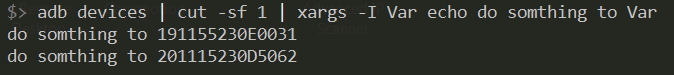 $> adb devices | cut -sf 1 | xargs -I Var echo do somthing to Var
do somthing to 191155230E0031
do somthing to 201115230D5062